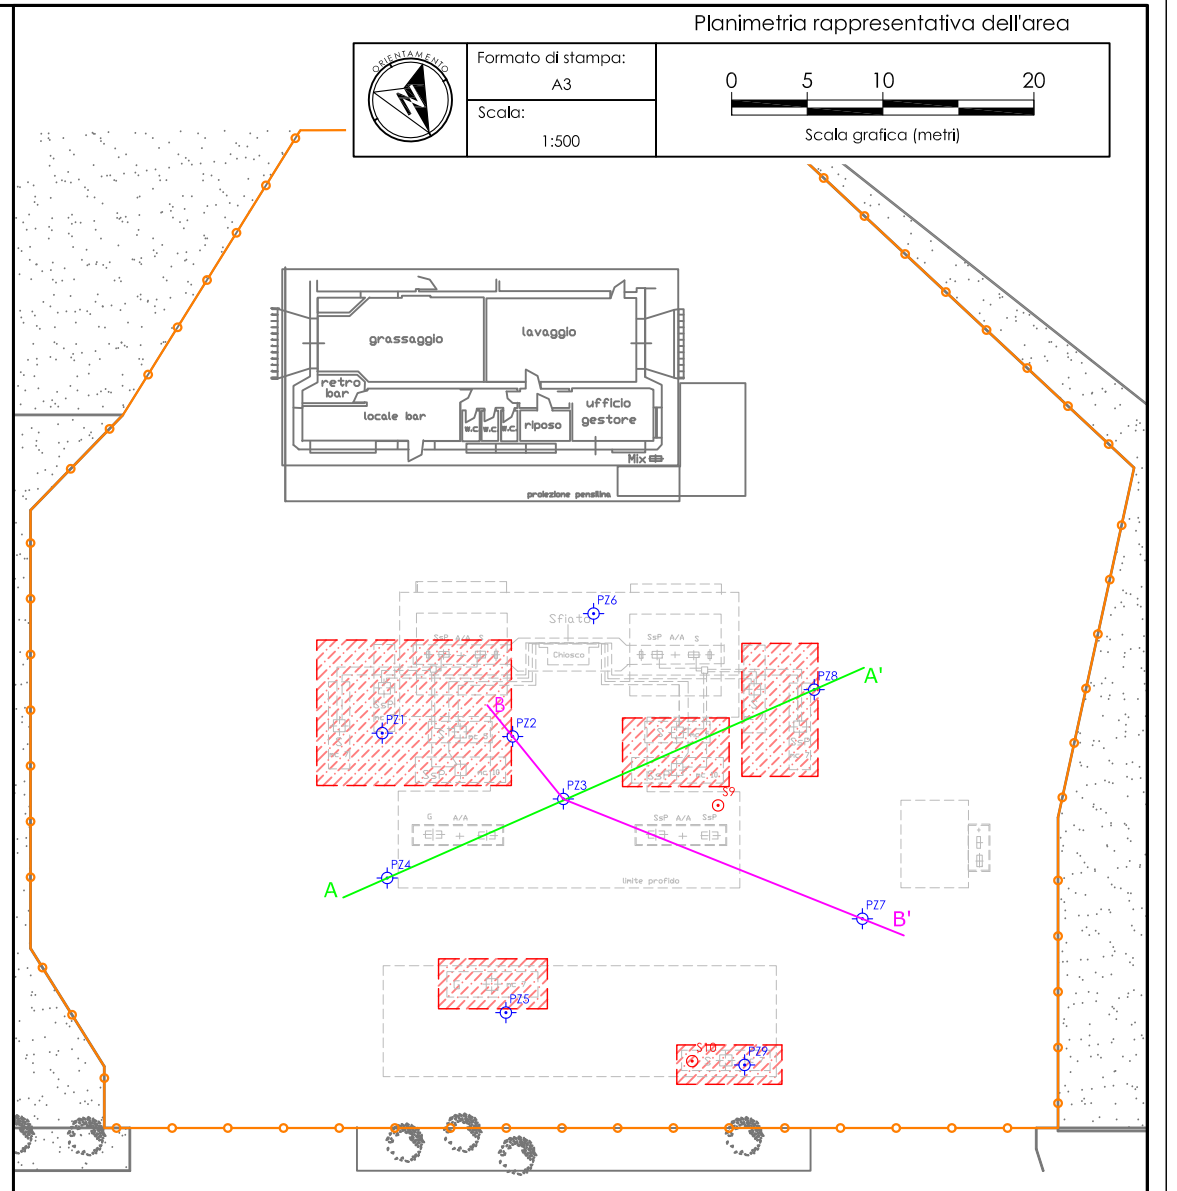 Planimetria rappresentativa dell'area
ORIENTAMENTO
N
Formato di stampa:
A3
Scala:
1:500
0 5 10 20
Scala grafica (metri)
grassaggio
lavaggio
retro
bar
locale bar
w.c.
w.c.
w.c.
riposo
ufficio
gestore
Mix
proiezione pensilina
PZ6
Sfiato
SsP A/A S
SsP A/A S
Chiosco
A'
PZ8
B
PZ1
PZ2
SsP
PZ3
S9
G A/A
SsP A/A SsP
PZ4
A
limite profido
PZ7
B'
PZ5
S10
PZ9